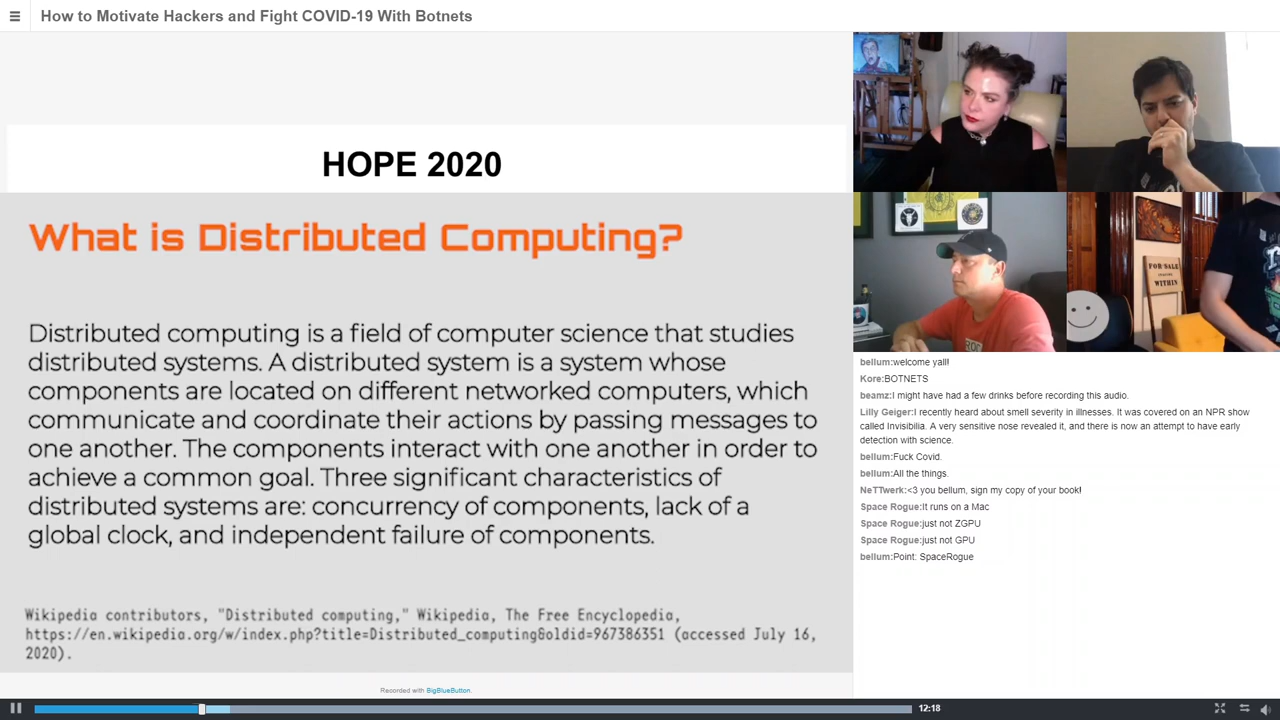 How to Motivate Hackers and Fight COVID-19 With Botnets
HOPE 2020
What is Distributed Computing?
Distributed computing is a field of computer science that studies
distributed systems. A distributed system is a system whose
components are located on different networked computers, which
communicate and coordinate their actions by passing messages to
one another. The components interact with one another in order to
achieve a common goal. Three significant characteristics of
distributed systems are: concurrency of components, lack of a
global clock, and independent failure of components.
Wikipedia contributors, "Distributed computing," Wikipedia, The Free Encyclopedia,
https://en.wikipedia.org/w/index.php?title=Distributed_computing&oldid=967386351 (accessed July 16,
2020).
Recorded with BigBlueButton.
FOR SALE
WITHIN
bellum:welcome yall!
Kore:BOTNETS
beamz:I might have had a few drinks before recording this audio.
Lilly Geiger:I recently heard about smell severity in illnesses. It was covered on an NPR show
called Invisibilia. A very sensitive nose revealed it, and there is now an attempt to have early
detection with science.
bellum:Fuck Covid.
bellum:All the things.
NeTTwerk:<3 you bellum, sign my copy of your book!
Space Rogue:It runs on a Mac
Space Rogue:just not ZGPU
Space Rogue:just not GPU
bellum:Point: SpaceRogue
12:18